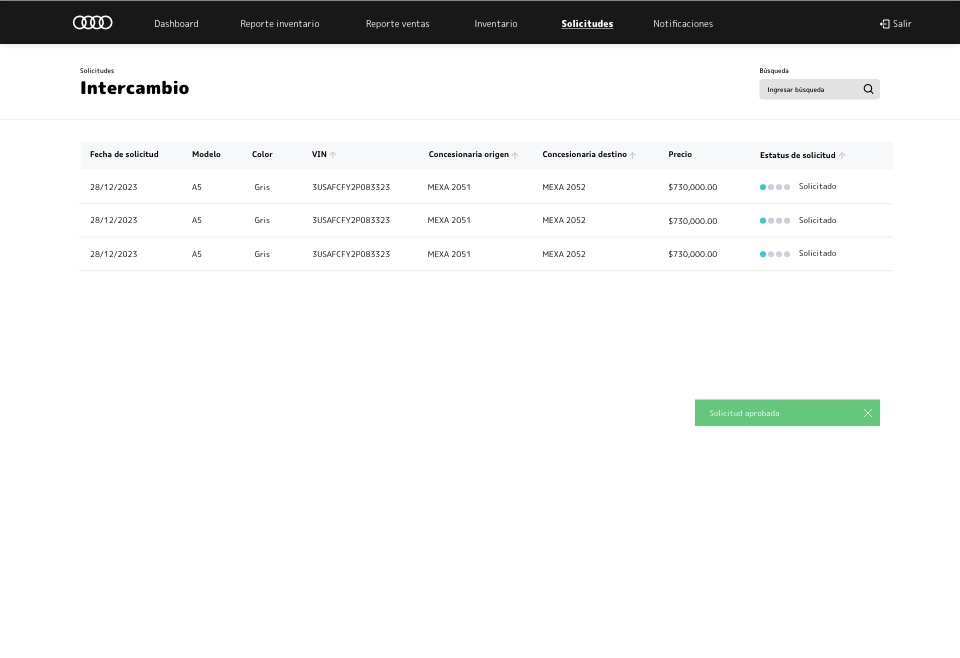 Dashboard Reporte inventario Reporte ventas Inventario Solicitudes Notificaciones Salir
Solicitudes
Intercambio
Búsqueda
Ingresar búsqueda
Fecha de solicitud Modelo Color VIN Concesionaria origen Concesionaria destino Precio Estatus de solicitud
28/12/2023 A5 Gris 3USAFCFY2P083323 MEXA 2051 MEXA 2052 $730,000.00 Solicitado
28/12/2023 A5 Gris 3USAFCFY2P083323 MEXA 2051 MEXA 2052 $730,000.00 Solicitado
28/12/2023 A5 Gris 3USAFCFY2P083323 MEXA 2051 MEXA 2052 $730,000.00 Solicitado
Solicitud aprobada